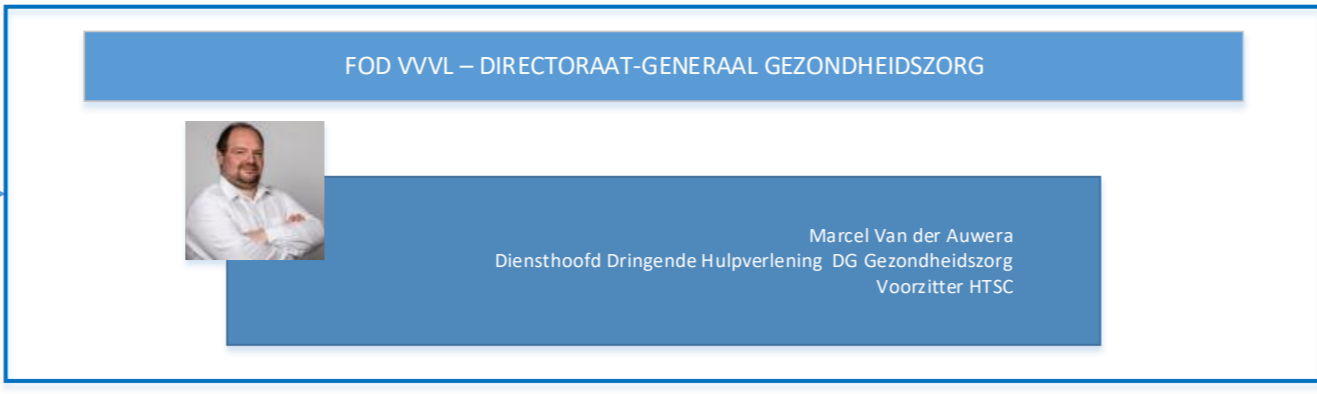 FOD VVVL – DIRECTORAAT-GENERAAL GEZONDHEIDSZORG
Marcel Van der Auwera
Diensthoofd Dringende Hulpverlening DG Gezondheidszorg
Voorzitter HTSC